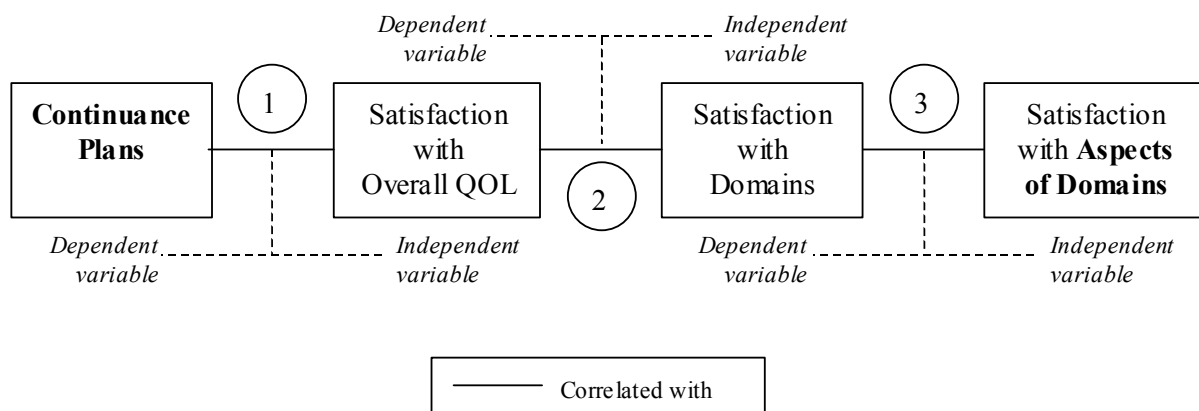 Dependent
variable
Independent
variable
1
3
Continuance
Plans
Satisfaction
with
Overall QOL
2
Satisfaction
with
Domains
Satisfaction
with Aspects
of Domains
Dependent
variable
Independent
variable
Dependent
variable
Independent
variable
Correlated with